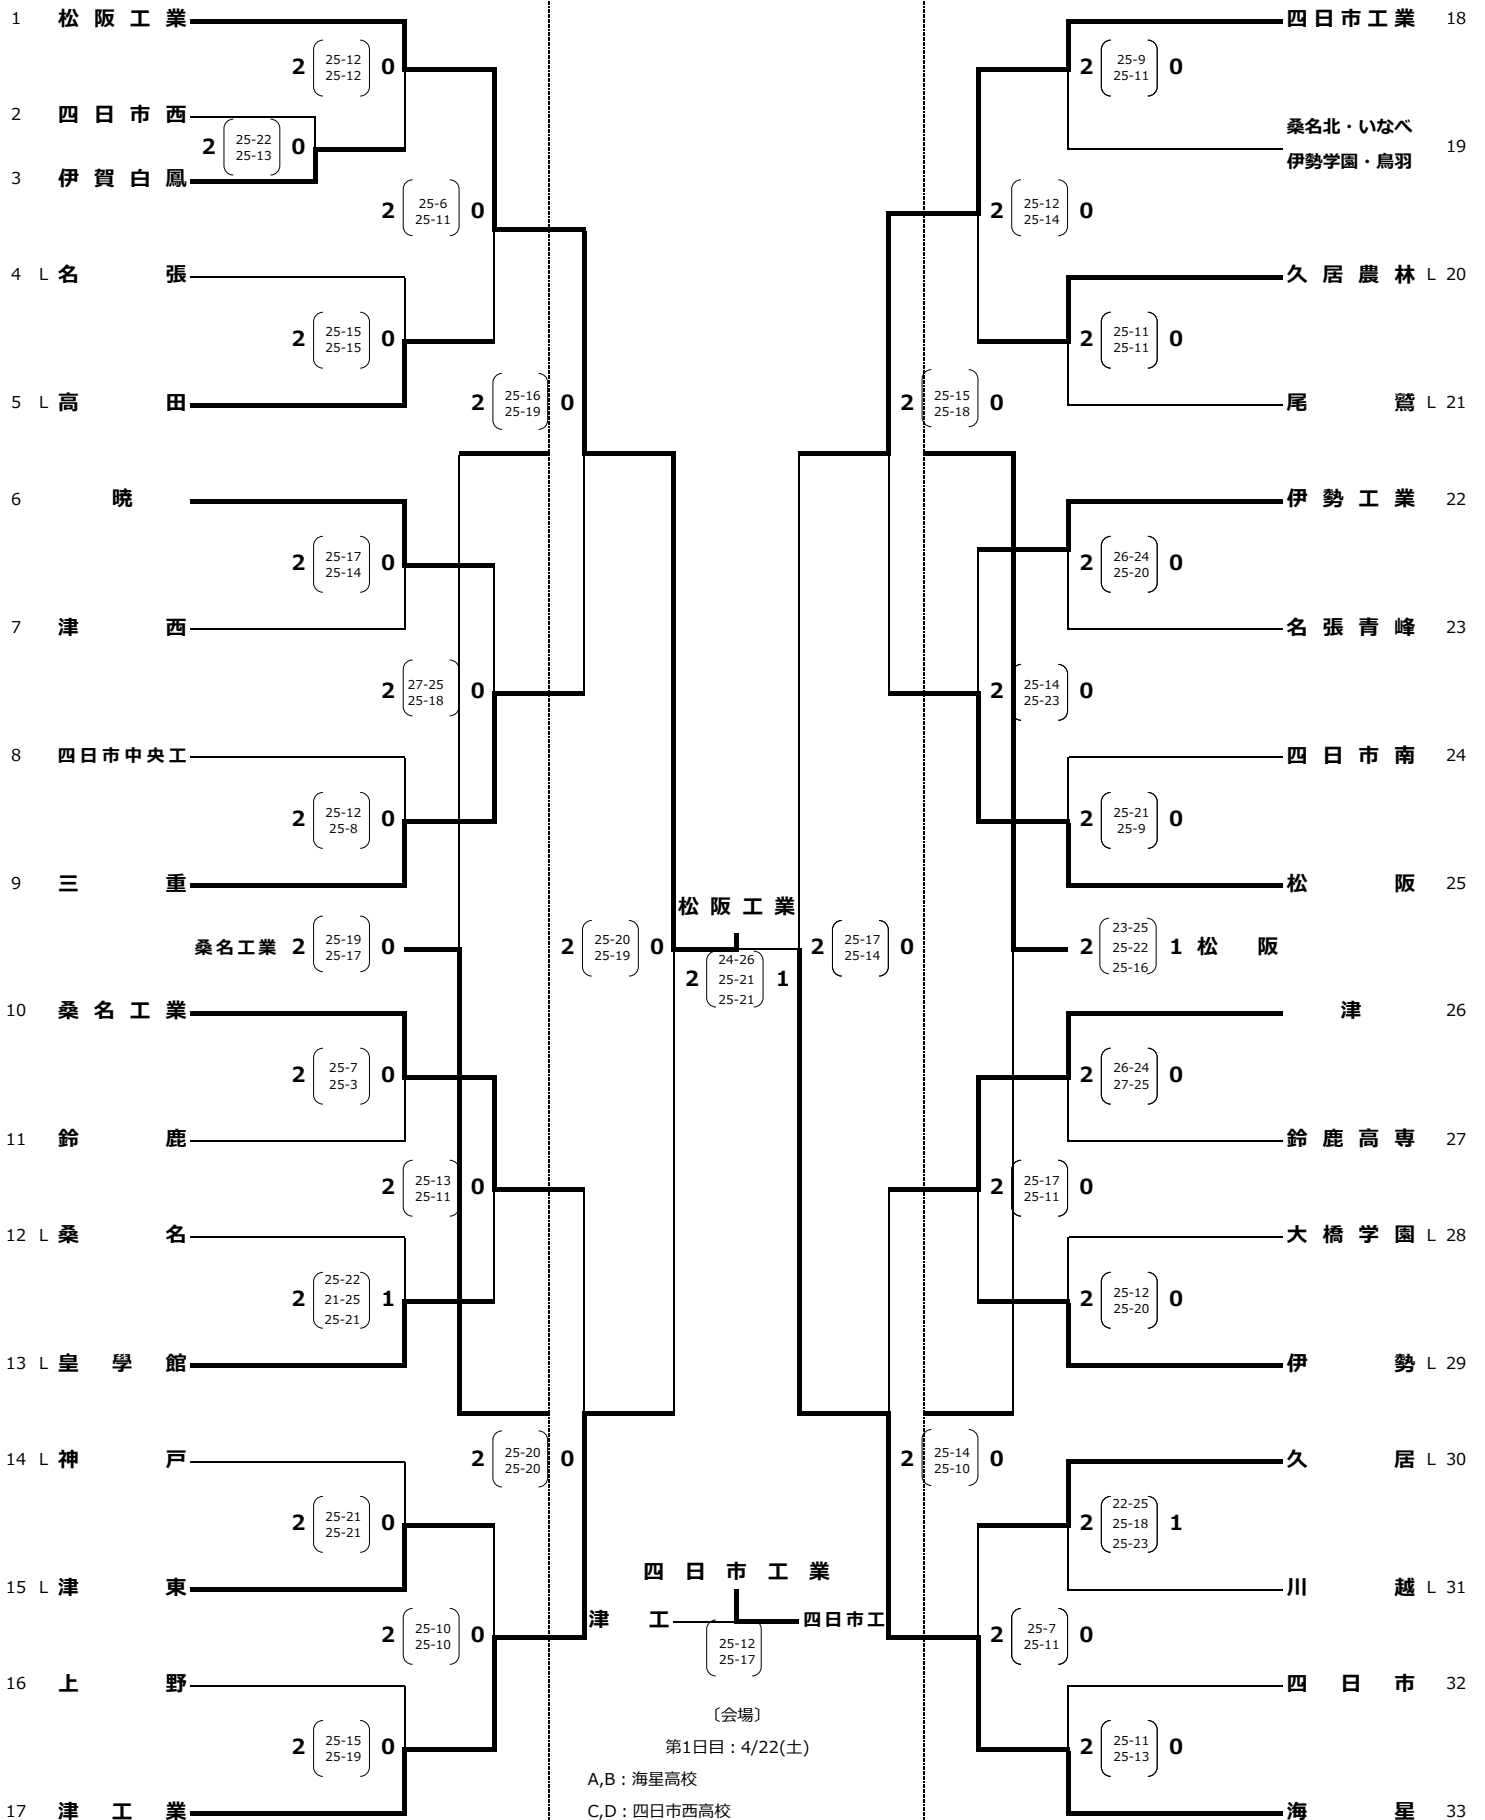 1 松阪工業
2 25-12 25-12 0
2 四日市西
2 25-22 25-13 0
3 伊賀白鳳
2 25-6 25-11 0
4 L 名張
2 25-15 25-15 0
5 L 高田
2 25-16 25-19 0
6 暁
2 25-17 25-14 0
7 津西
2 27-25 25-18 0
8 四日市中央工
2 25-12 25-8 0
9 三重
桑名工業 2 25-19 25-17 0
10 桑名工業
2 25-7 25-3 0
11 鈴鹿
2 25-13 25-11 0
12 L 桑名
2 25-22 21-25 25-21 1
13 L 皇學館
2 25-20 25-20 0
14 L 神戸
2 25-21 25-21 0
15 L 津東
2 25-10 25-10 0
16 上野
2 25-15 25-19 0
17 津工業
2 25-20 25-19 0
松阪工業
2 24-26 25-21 25-21 1
2 25-17 25-14 0
四日市工業
津工 四日市工
25-12 25-17
〔会場〕
第1日目：4/22(土)
A,B：海星高校
C,D：四日市西高校
四日市工業 18
2 25-9 25-11 0
桑名北・いなべ
伊勢学園・鳥羽
19
2 25-12 25-14 0
久居農林 L 20
2 25-11 25-11 0
尾鷲 L 21
2 25-15 25-18 0
伊勢工業 22
2 26-24 25-20 0
名張青峰 23
2 25-14 25-23 0
四日市南 24
2 25-21 25-9 0
松阪 25
2 23-25 25-22 25-16 1 松阪
津 26
2 26-24 27-25 0
鈴鹿高専 27
2 25-17 25-11 0
大橋学園 L 28
2 25-12 25-20 0
伊勢 L 29
2 25-14 25-10 0
久居 L 30
2 22-25 25-18 25-23 1
川越 L 31
2 25-7 25-11 0
四日市 32
2 25-11 25-13 0
海星 33